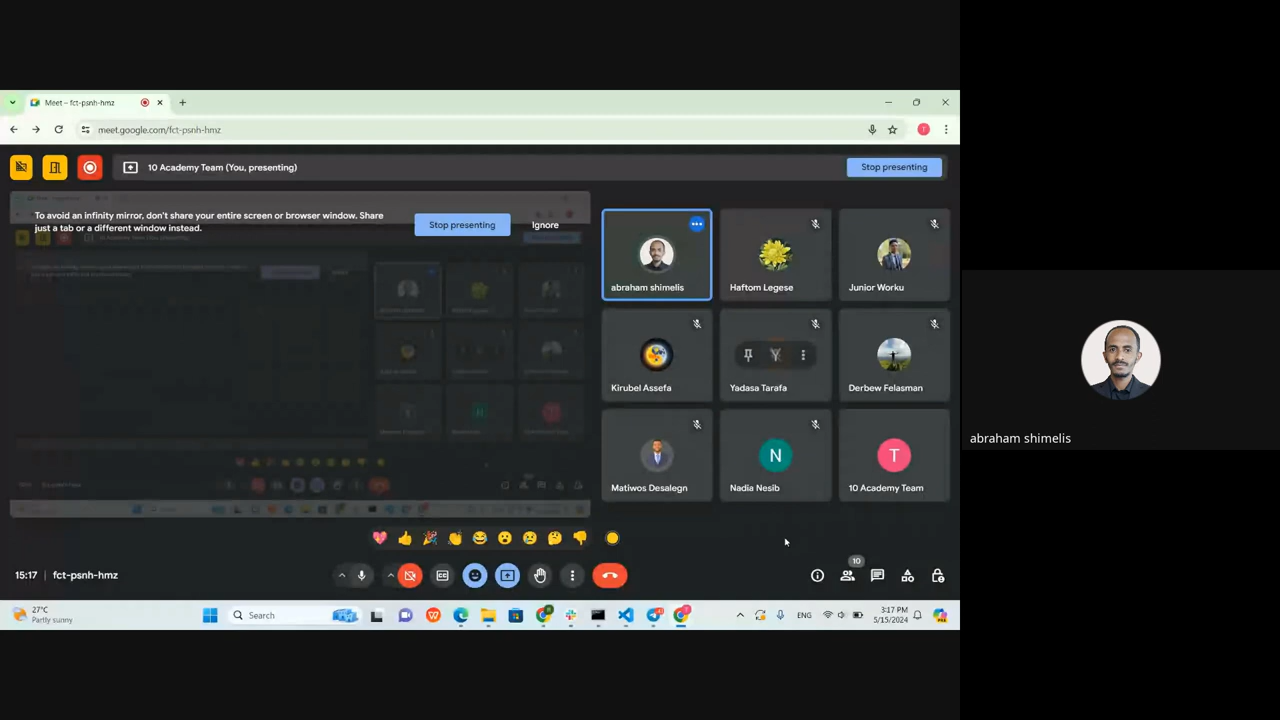 Meet – fct-psnh-hmz
meet.google.com/fct-psnh-hmz
T
10 Academy Team (You, presenting)
Stop presenting
To avoid an infinity mirror, don't share your entire screen or browser window. Share
just a tab or a different window instead.
Stop presenting
Ignore
abraham shimelis
Haftom Legese
Junior Worku
Kirubel Assefa
Yadasa Tarafa
Derbew Felasman
Matiwos Desalegn
N
Nadia Nesib
T
10 Academy Team
abraham shimelis
15:17 | fct-psnh-hmz
10
27°C
Partly sunny
Search
ENG
3:17 PM
5/15/2024